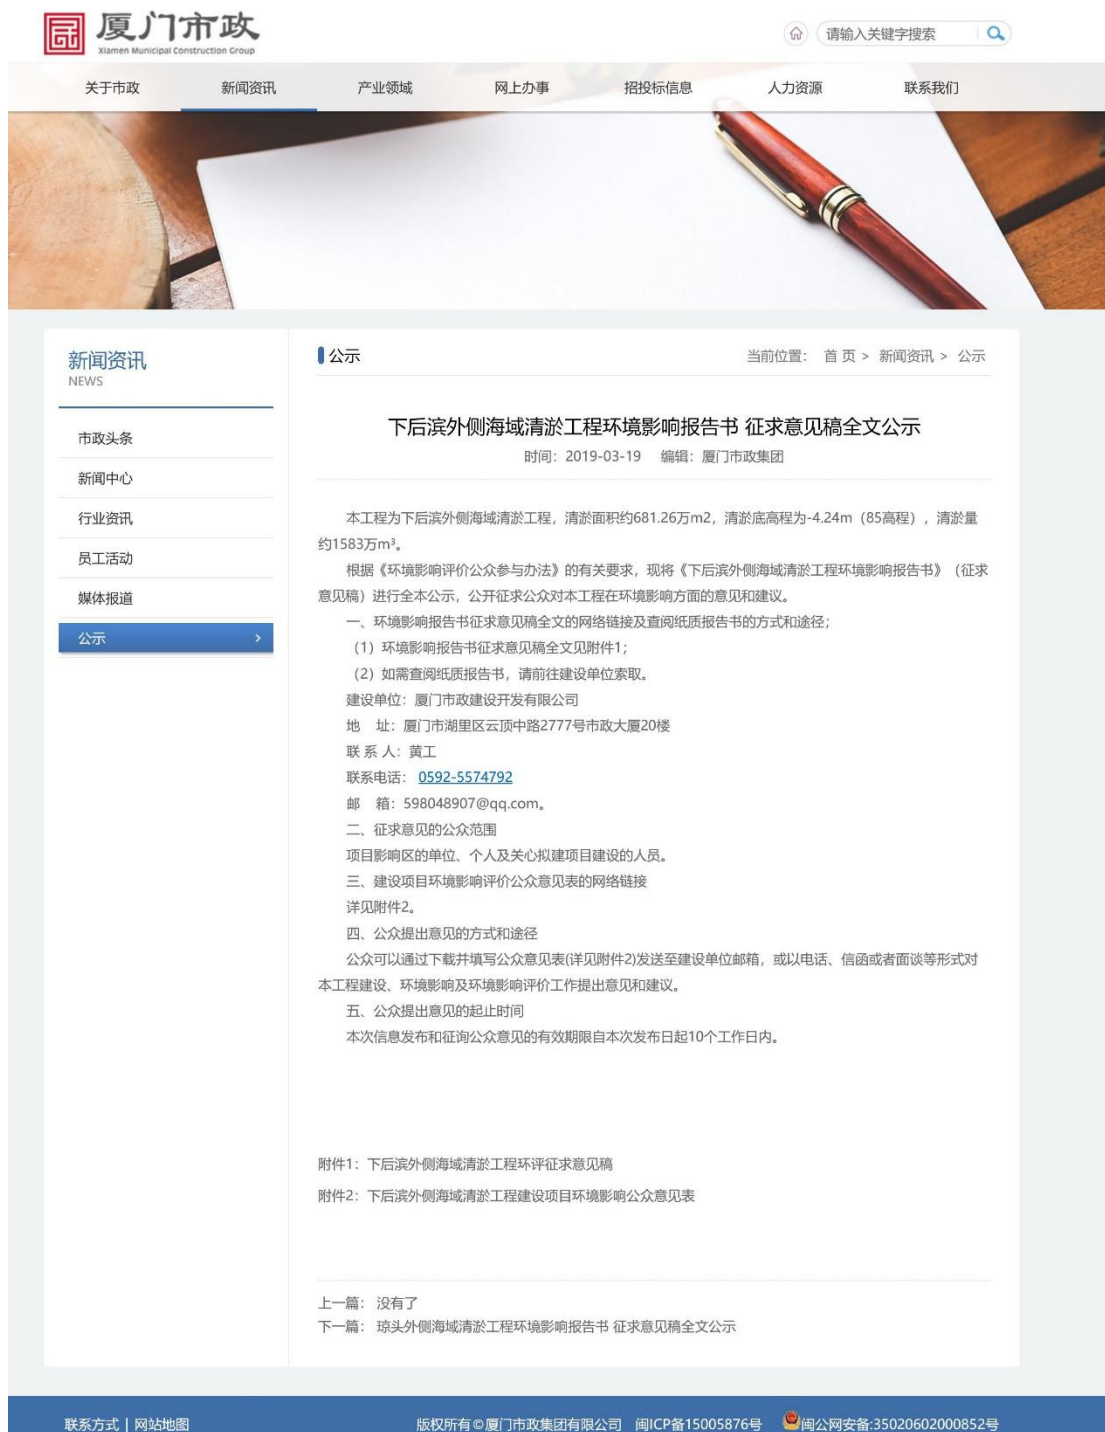 厦门市政
Xiamen Municipal Construction Group
请输入关键字搜索
关于市政 新闻资讯 产业领域 网上办事 招投标信息 人力资源 联系我们
新闻资讯
NEWS
市政头条
新闻中心
行业资讯
员工活动
媒体报道
公示 >
公示 当前位置： 首 页 > 新闻资讯 > 公示
下后滨外侧海域清淤工程环境影响报告书 征求意见稿全文公示
时间：2019-03-19 编辑：厦门市政集团
本工程为下后滨外侧海域清淤工程，清淤面积约681.26万m2，清淤底高程为-4.24m（85高程），清淤量
约1583万m³。
根据《环境影响评价公众参与办法》的有关要求，现将《下后滨外侧海域清淤工程环境影响报告书》（征求
意见稿）进行全本公示，公开征求公众对本工程在环境影响方面的意见和建议。
一、环境影响报告书征求意见稿全文的网络链接及查阅纸质报告书的方式和途径；
（1）环境影响报告书征求意见稿全文见附件1；
（2）如需查阅纸质报告书，请前往建设单位索取。
建设单位：厦门市政建设开发有限公司
地 址：厦门市湖里区云顶中路2777号市政大厦20楼
联 系 人：黄工
联系电话： 0592-5574792
邮 箱：598048907@qq.com。
二、征求意见的公众范围
项目影响区的单位、个人及关心拟建项目建设的人员。
三、建设项目环境影响评价公众意见表的网络链接
详见附件2。
四、公众提出意见的方式和途径
公众可以通过下载并填写公众意见表(详见附件2)发送至建设单位邮箱，或以电话、信函或者面谈等形式对
本工程建设、环境影响及环境影响评价工作提出意见和建议。
五、公众提出意见的起止时间
本次信息发布和征询公众意见的有效期限自本次发布日起10个工作日内。
附件1：下后滨外侧海域清淤工程环评征求意见稿
附件2：下后滨外侧海域清淤工程建设项目环境影响公众意见表
上一篇： 没有了
下一篇： 琼头外侧海域清淤工程环境影响报告书 征求意见稿全文公示
联系方式 | 网站地图 版权所有©厦门市政集团有限公司 闽ICP备15005876号 闽公网安备:35020602000852号